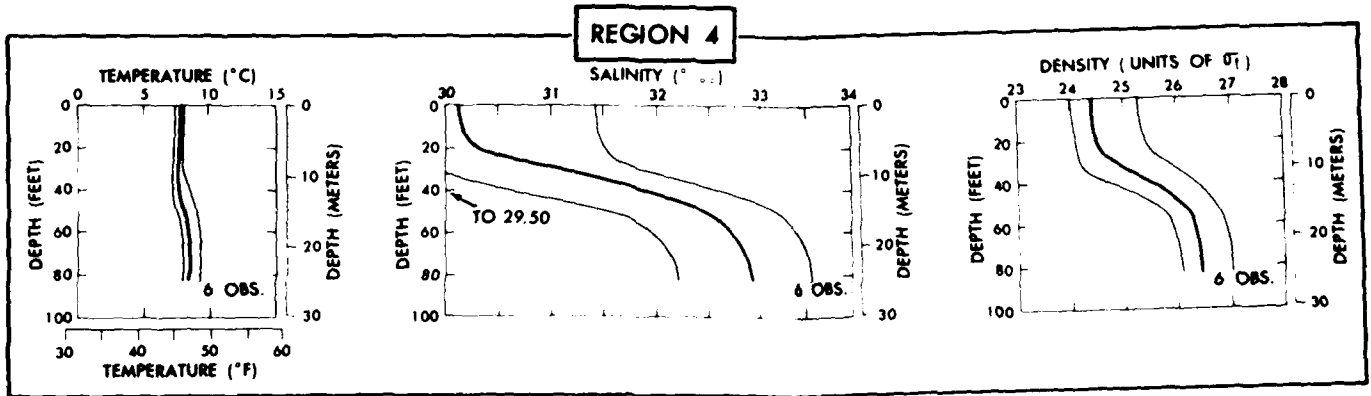 REGION 4
TEMPERATURE (°C)
0 5 10 15
DEPTH (FEET)
0
20
40
60
80
100
6 OBS.
DEPTH (METERS)
0
10
20
30
30 40 50 60
TEMPERATURE (°F)
SALINITY (°
30 31 32 33 34
DEPTH (FEET)
0
20
40
60
80
100
TO 29.50
6 OBS.
DEPTH (METERS)
0
10
20
30
DENSITY (UNITS OF σt)
23 24 25 26 27 28
DEPTH (FEET)
0
20
40
60
80
100
6 OBS.
DEPTH (METERS)
0
10
20
30